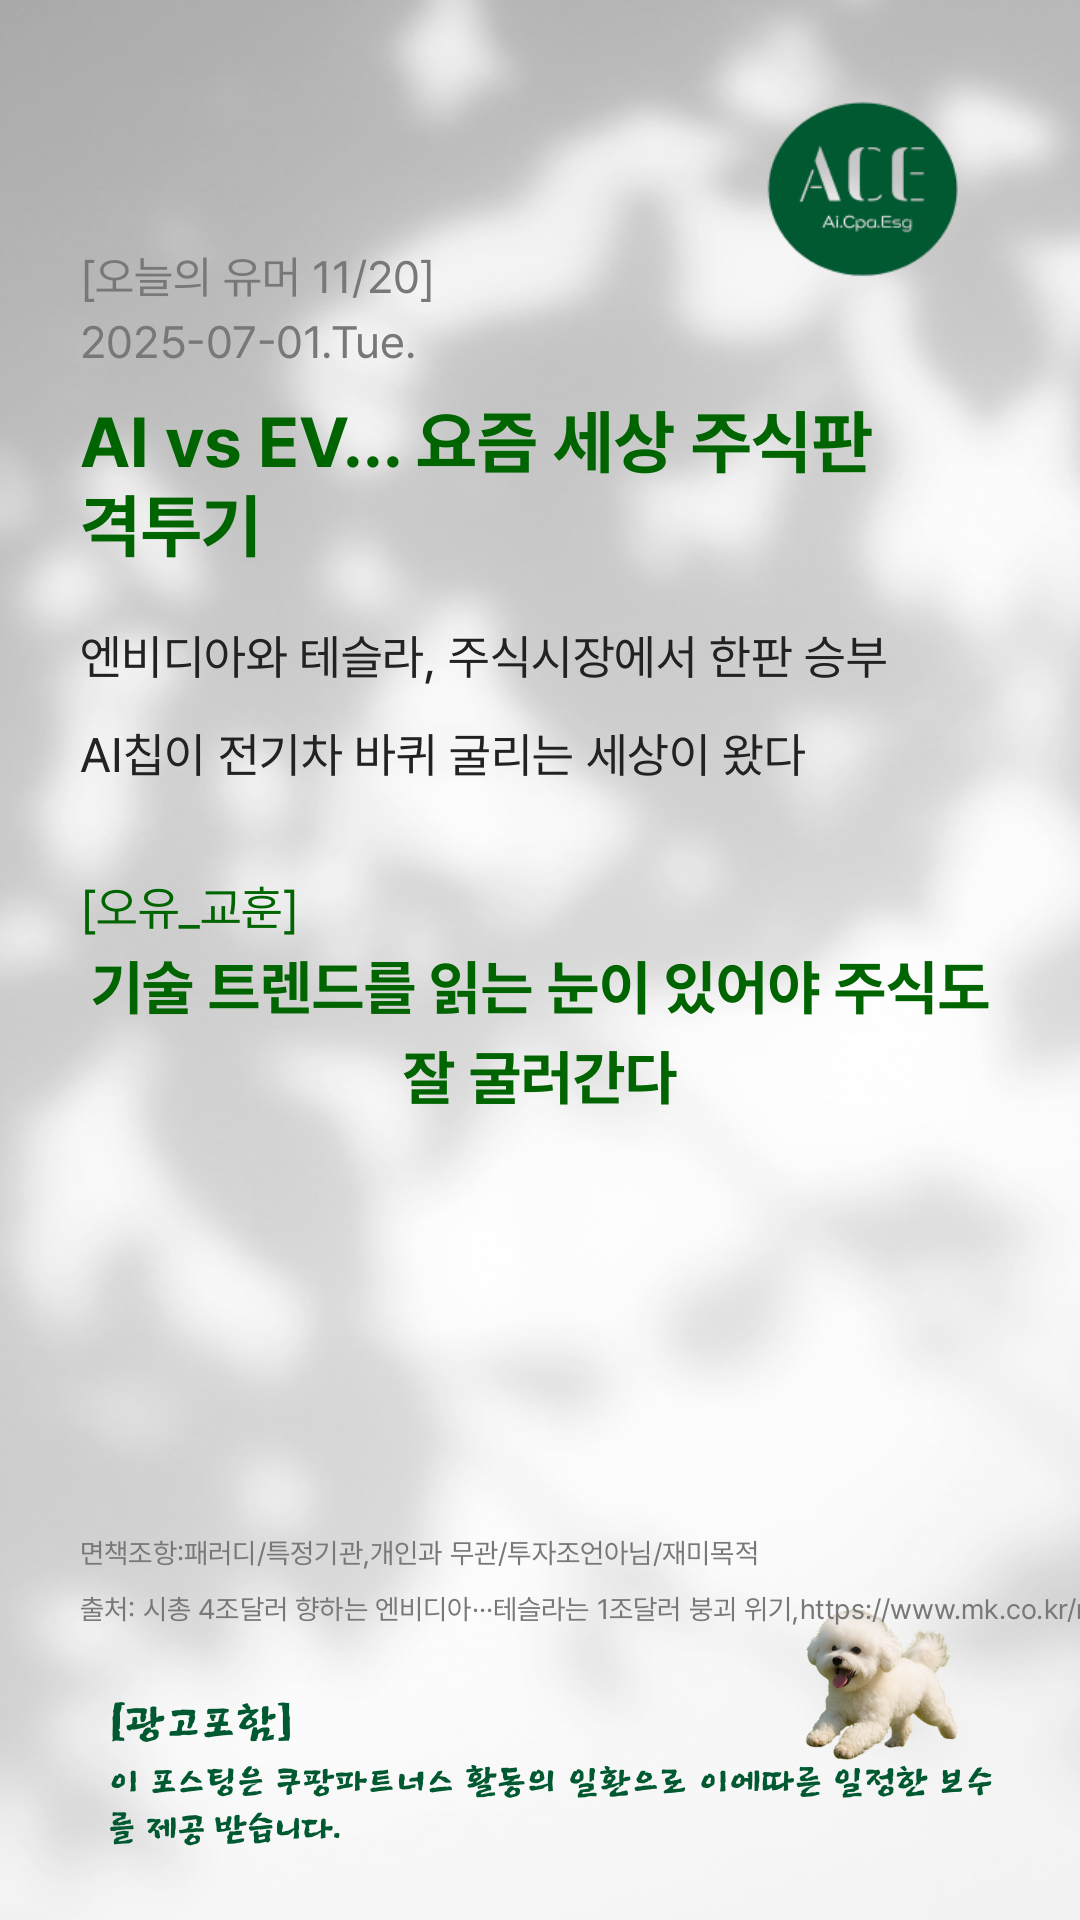 ACE
Ai.Cpa.Esg
[오늘의 유머 11/20]
2025-07-01.Tue.
AI vs EV... 요즘 세상 주식판
격투기
엔비디아와 테슬라, 주식시장에서 한판 승부
AI칩이 전기차 바퀴 굴리는 세상이 왔다
[오유_교훈]
기술 트렌드를 읽는 눈이 있어야 주식도
잘 굴러간다
면책조항:패러디/특정기관,개인과 무관/투자조언아님/재미목적
출처: 시총 4조달러 향하는 엔비디아…테슬라는 1조달러 붕괴 위기,https://www.mk.co.kr/
[광고포함]
이 포스팅은 쿠팡파트너스 활동의 일환으로 이에따른 일정한 보수
를 제공 받습니다.